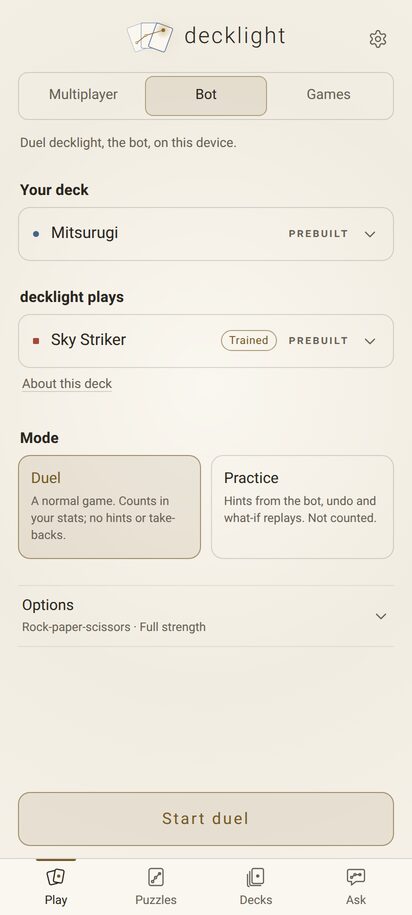 decklight
Multiplayer
Bot
Games
Duel decklight, the bot, on this device.
Your deck
Mitsurugi
PREBUILT
decklight plays
Sky Striker
Trained
PREBUILT
About this deck
Mode
Duel
A normal game. Counts in
your stats; no hints or take-
backs.
Practice
Hints from the bot, undo and
what-if replays. Not counted.
Options
Rock-paper-scissors · Full strength
Start duel
Play
Puzzles
Decks
Ask